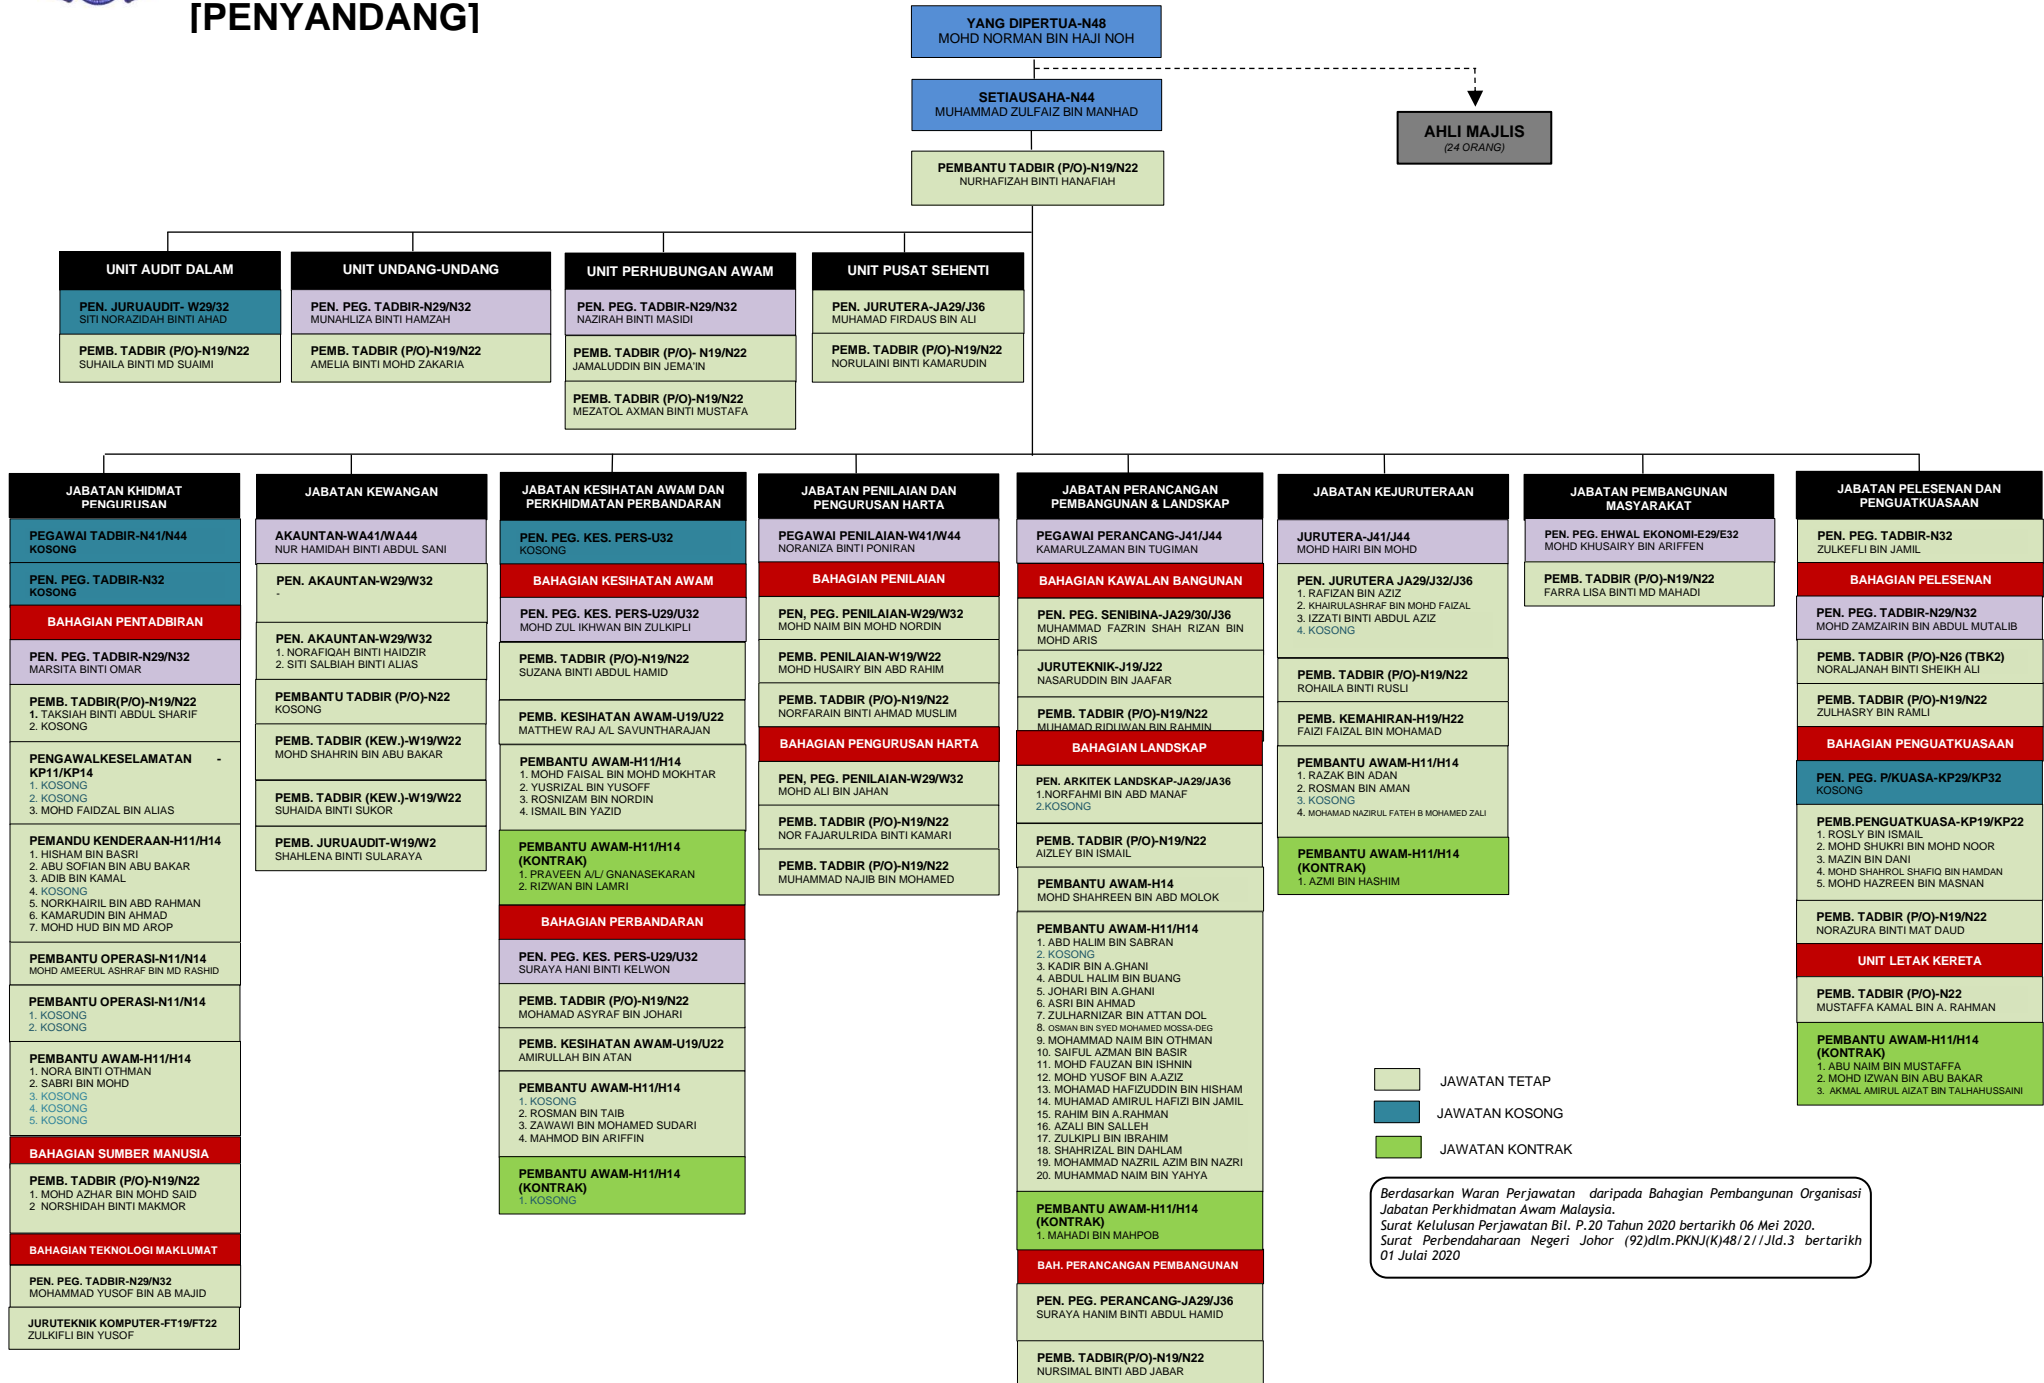 [PENYANDANG]
YANG DIPERTUA-N48
MOHD NORMAN BIN HAJI NOH
SETIAUSAHA-N44
MUHAMMAD ZULFAIZ BIN MANHAD
AHLI MAJLIS
(24 ORANG)
PEMBANTU TADBIR (P/O)-N19/N22
NURHAFIZAH BINTI HANAFIAH
UNIT AUDIT DALAM
PEN. JURUAUDIT- W29/32
SITI NORAZIDAH BINTI AHAD
PEMB. TADBIR (P/O)-N19/N22
SUHAILA BINTI MD SUAIMI
UNIT UNDANG-UNDANG
PEN. PEG. TADBIR-N29/N32
MUNAHLIZA BINTI HAMZAH
PEMB. TADBIR (P/O)-N19/N22
AMELIA BINTI MOHD ZAKARIA
UNIT PERHUBUNGAN AWAM
PEN. PEG. TADBIR-N29/N32
NAZIRAH BINTI MASIDI
PEMB. TADBIR (P/O)- N19/N22
JAMALUDDIN BIN JEMA'IN
PEMB. TADBIR (P/O)-N19/N22
MEZATOL AXMAN BINTI MUSTAFA
UNIT PUSAT SEHENTI
PEN. JURUTERA-JA29/J36
MUHAMAD FIRDAUS BIN ALI
PEMB. TADBIR (P/O)-N19/N22
NORULAINI BINTI KAMARUDIN
JABATAN KHIDMAT
PENGURUSAN
PEGAWAI TADBIR-N41/N44
KOSONG
PEN. PEG. TADBIR-N32
KOSONG
BAHAGIAN PENTADBIRAN
PEN. PEG. TADBIR-N29/N32
MARSITA BINTI OMAR
PEMB. TADBIR(P/O)-N19/N22
1. TAKSIAH BINTI ABDUL SHARIF
2. KOSONG
PENGAWALKESELAMATAN -
KP11/KP14
1. KOSONG
2. KOSONG
3. MOHD FAIDZAL BIN ALIAS
PEMANDU KENDERAAN-H11/H14
1. HISHAM BIN BASRI
2. ABU SOFIAN BIN ABU BAKAR
3. ADIB BIN KAMAL
4. KOSONG
5. NORKHAIRIL BIN ABD RAHMAN
6. KAMARUDIN BIN AHMAD
7. MOHD HUD BIN MD AROP
PEMBANTU OPERASI-N11/N14
MOHD AMEERUL ASHRAF BIN MD RASHID
PEMBANTU OPERASI-N11/N14
1. KOSONG
2. KOSONG
PEMBANTU AWAM-H11/H14
1. NORA BINTI OTHMAN
2. SABRI BIN MOHD
3. KOSONG
4. KOSONG
5. KOSONG
BAHAGIAN SUMBER MANUSIA
PEMB. TADBIR (P/O)-N19/N22
1. MOHD AZHAR BIN MOHD SAID
2 NORSHIDAH BINTI MAKMOR
BAHAGIAN TEKNOLOGI MAKLUMAT
PEN. PEG. TADBIR-N29/N32
MOHAMMAD YUSOF BIN AB MAJID
JURUTEKNIK KOMPUTER-FT19/FT22
ZULKIFLI BIN YUSOF
JABATAN KEWANGAN
AKAUNTAN-WA41/WA44
NUR HAMIDAH BINTI ABDUL SANI
PEN. AKAUNTAN-W29/W32
-
PEN. AKAUNTAN-W29/W32
1. NORAFIQAH BINTI HAIDZIR
2. SITI SALBIAH BINTI ALIAS
PEMBANTU TADBIR (P/O)-N22
KOSONG
PEMB. TADBIR (KEW.)-W19/W22
MOHD SHAHRIN BIN ABU BAKAR
PEMB. TADBIR (KEW.)-W19/W22
SUHAIDA BINTI SUKOR
PEMB. JURUAUDIT-W19/W2
SHAHLENA BINTI SULARAYA
JABATAN KESIHATAN AWAM DAN
PERKHIDMATAN PERBANDARAN
PEN. PEG. KES. PERS-U32
KOSONG
BAHAGIAN KESIHATAN AWAM
PEN. PEG. KES. PERS-U29/U32
MOHD ZUL IKHWAN BIN ZULKIPLI
PEMB. TADBIR (P/O)-N19/N22
SUZANA BINTI ABDUL HAMID
PEMB. KESIHATAN AWAM-U19/U22
MATTHEW RAJ A/L SAVUNTHARAJAN
PEMBANTU AWAM-H11/H14
1. MOHD FAISAL BIN MOHD MOKHTAR
2. YUSRIZAL BIN YUSOFF
3. ROSNIZAM BIN NORDIN
4. ISMAIL BIN YAZID
PEMBANTU AWAM-H11/H14
(KONTRAK)
1. PRAVEEN A/L/ GNANASEKARAN
2. RIZWAN BIN LAMRI
BAHAGIAN PERBANDARAN
PEN. PEG. KES. PERS-U29/U32
SURAYA HANI BINTI KELWON
PEMB. TADBIR (P/O)-N19/N22
MOHAMAD ASYRAF BIN JOHARI
PEMB. KESIHATAN AWAM-U19/U22
AMIRULLAH BIN ATAN
PEMBANTU AWAM-H11/H14
1. KOSONG
2. ROSMAN BIN TAIB
3. ZAWAWI BIN MOHAMED SUDARI
4. MAHMOD BIN ARIFFIN
PEMBANTU AWAM-H11/H14
(KONTRAK)
1. KOSONG
JABATAN PENILAIAN DAN
PENGURUSAN HARTA
PEGAWAI PENILAIAN-W41/W44
NORANIZA BINTI PONIRAN
BAHAGIAN PENILAIAN
PEN, PEG. PENILAIAN-W29/W32
MOHD NAIM BIN MOHD NORDIN
PEMB. PENILAIAN-W19/W22
MOHD HUSAIRY BIN ABD RAHIM
PEMB. TADBIR (P/O)-N19/N22
NORFARAIN BINTI AHMAD MUSLIM
BAHAGIAN PENGURUSAN HARTA
PEN, PEG. PENILAIAN-W29/W32
MOHD ALI BIN JAHAN
PEMB. TADBIR (P/O)-N19/N22
NOR FAJARULRIDA BINTI KAMARI
PEMB. TADBIR (P/O)-N19/N22
MUHAMMAD NAJIB BIN MOHAMED
JABATAN PERANCANGAN
PEMBANGUNAN & LANDSKAP
PEGAWAI PERANCANG-J41/J44
KAMARULZAMAN BIN TUGIMAN
BAHAGIAN KAWALAN BANGUNAN
PEN. PEG. SENIBINA-JA29/30/J36
MUHAMMAD FAZRIN SHAH RIZAN BIN
MOHD ARIS
JURUTEKNIK-J19/J22
NASARUDDIN BIN JAAFAR
PEMB. TADBIR (P/O)-N19/N22
MUHAMAD RIDUWAN BIN RAHMIN
BAHAGIAN LANDSKAP
PEN. ARKITEK LANDSKAP-JA29/JA36
1.NORFAHMI BIN ABD MANAF
2.KOSONG
PEMB. TADBIR (P/O)-N19/N22
AIZLEY BIN ISMAIL
PEMBANTU AWAM-H14
MOHD SHAHREEN BIN ABD MOLOK
PEMBANTU AWAM-H11/H14
1. ABD HALIM BIN SABRAN
2. KOSONG
3. KADIR BIN A.GHANI
4. ABDUL HALIM BIN BUANG
5. JOHARI BIN A.GHANI
6. ASRI BIN AHMAD
7. ZULHARNIZAR BIN ATTAN DOL
8. OSMAN BIN SYED MOHAMED MOSSA-DEG
9. MOHAMMAD NAIM BIN OTHMAN
10. SAIFUL AZMAN BIN BASIR
11. MOHD FAUZAN BIN ISHNIN
12. MOHD YUSOF BIN A.AZIZ
13. MOHAMAD HAFIZUDDIN BIN HISHAM
14. MUHAMAD AMIRUL HAFIZI BIN JAMIL
15. RAHIM BIN A.RAHMAN
16. AZALI BIN SALLEH
17. ZULKIPLI BIN IBRAHIM
18. SHAHRIZAL BIN DAHLAM
19. MOHAMMAD NAZRIL AZIM BIN NAZRI
20. MUHAMMAD NAIM BIN YAHYA
PEMBANTU AWAM-H11/H14
(KONTRAK)
1. MAHADI BIN MAHPOB
BAH. PERANCANGAN PEMBANGUNAN
PEN. PEG. PERANCANG-JA29/J36
SURAYA HANIM BINTI ABDUL HAMID
PEMB. TADBIR(P/O)-N19/N22
NURSIMAL BINTI ABD JABAR
JABATAN KEJURUTERAAN
JURUTERA-J41/J44
MOHD HAIRI BIN MOHD
PEN. JURUTERA JA29/J32/J36
1. RAFIZAN BIN AZIZ
2. KHAIRULASHRAF BIN MOHD FAIZAL
3. IZZATI BINTI ABDUL AZIZ
4. KOSONG
PEMB. TADBIR (P/O)-N19/N22
ROHAILA BINTI RUSLI
PEMB. KEMAHIRAN-H19/H22
FAIZI FAIZAL BIN MOHAMAD
PEMBANTU AWAM-H11/H14
1. RAZAK BIN ADAN
2. ROSMAN BIN AMAN
3. KOSONG
4. MOHAMAD NAZIRUL FATEH B MOHAMED ZALI
PEMBANTU AWAM-H11/H14
(KONTRAK)
1. AZMI BIN HASHIM
JABATAN PEMBANGUNAN
MASYARAKAT
PEN. PEG. EHWAL EKONOMI-E29/E32
MOHD KHUSAIRY BIN ARIFFEN
PEMB. TADBIR (P/O)-N19/N22
FARRA LISA BINTI MD MAHADI
JABATAN PELESENAN DAN
PENGUATKUASAAN
PEN. PEG. TADBIR-N32
ZULKEFLI BIN JAMIL
BAHAGIAN PELESENAN
PEN. PEG. TADBIR-N29/N32
MOHD ZAMZAIRIN BIN ABDUL MUTALIB
PEMB. TADBIR (P/O)-N26 (TBK2)
NORALJANAH BINTI SHEIKH ALI
PEMB. TADBIR (P/O)-N19/N22
ZULHASRY BIN RAMLI
BAHAGIAN PENGUATKUASAAN
PEN. PEG. P/KUASA-KP29/KP32
KOSONG
PEMB.PENGUATKUASA-KP19/KP22
1. ROSLY BIN ISMAIL
2. MOHD SHUKRI BIN MOHD NOOR
3. MAZIN BIN DANI
4. MOHD SHAHROL SHAFIQ BIN HAMDAN
5. MOHD HAZREEN BIN MASNAN
PEMB. TADBIR (P/O)-N19/N22
NORAZURA BINTI MAT DAUD
UNIT LETAK KERETA
PEMB. TADBIR (P/O)-N22
MUSTAFFA KAMAL BIN A. RAHMAN
PEMBANTU AWAM-H11/H14
(KONTRAK)
1. ABU NAIM BIN MUSTAFFA
2. MOHD IZWAN BIN ABU BAKAR
3. AKMAL AMIRUL AIZAT BIN TALHAHUSSAINI
JAWATAN TETAP
JAWATAN KOSONG
JAWATAN KONTRAK
Berdasarkan Waran Perjawatan daripada Bahagian Pembangunan Organisasi
Jabatan Perkhidmatan Awam Malaysia.
Surat Kelulusan Perjawatan Bil. P.20 Tahun 2020 bertarikh 06 Mei 2020.
Surat Perbendaharaan Negeri Johor (92)dlm.PKNJ(K)48/2//Jld.3 bertarikh
01 Julai 2020